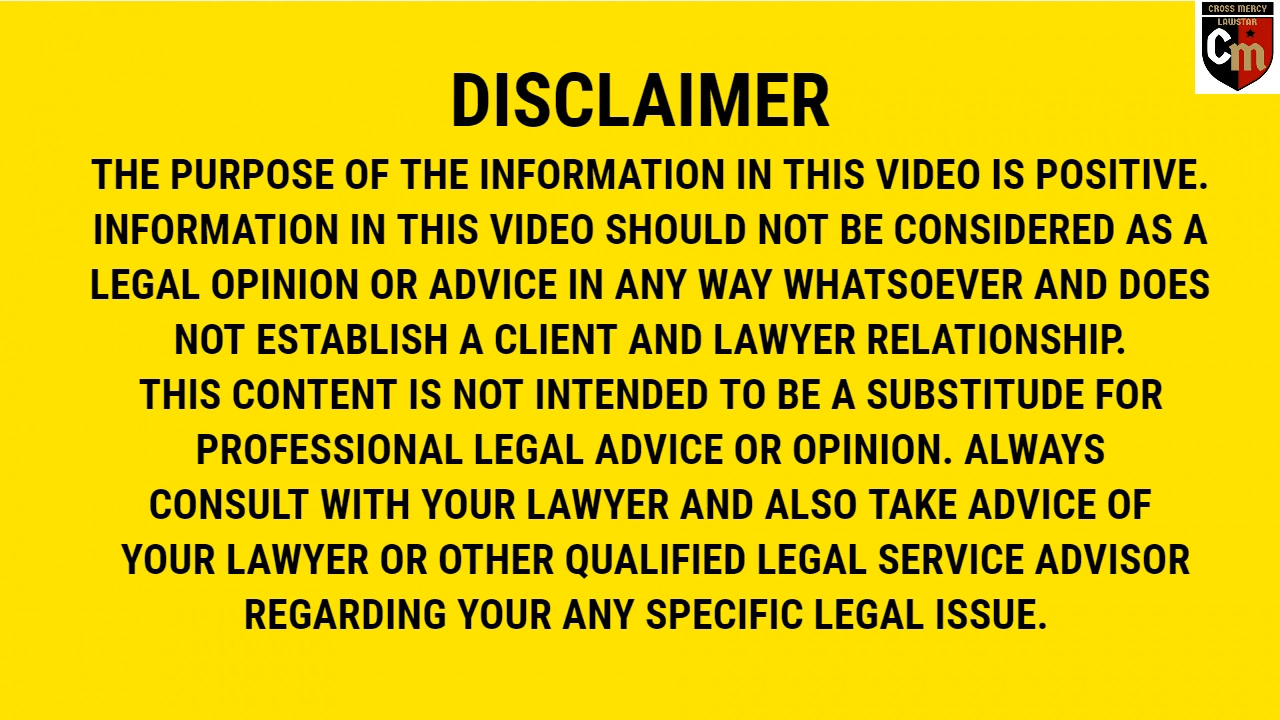 CROSS MERCY
LAWSTAR
Cm
DISCLAIMER
THE PURPOSE OF THE INFORMATION IN THIS VIDEO IS POSITIVE.
INFORMATION IN THIS VIDEO SHOULD NOT BE CONSIDERED AS A
LEGAL OPINION OR ADVICE IN ANY WAY WHATSOEVER AND DOES
NOT ESTABLISH A CLIENT AND LAWYER RELATIONSHIP.
THIS CONTENT IS NOT INTENDED TO BE A SUBSTITUDE FOR
PROFESSIONAL LEGAL ADVICE OR OPINION. ALWAYS
CONSULT WITH YOUR LAWYER AND ALSO TAKE ADVICE OF
YOUR LAWYER OR OTHER QUALIFIED LEGAL SERVICE ADVISOR
REGARDING YOUR ANY SPECIFIC LEGAL ISSUE.